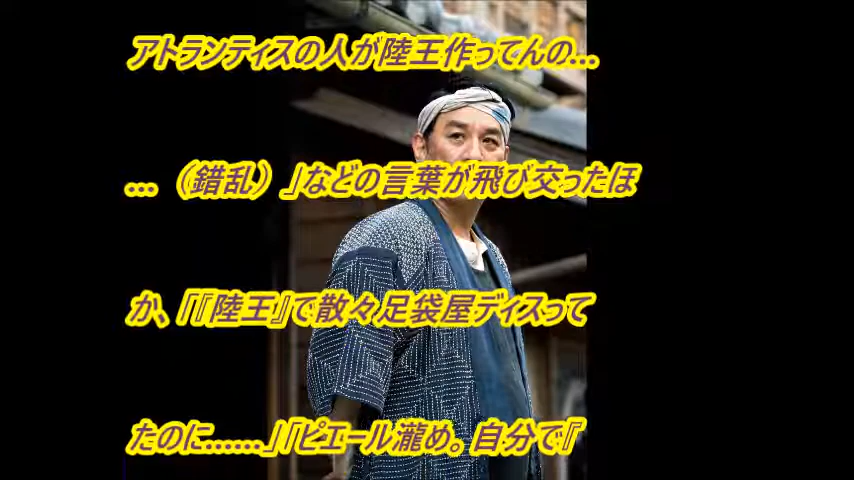 アトランティスの人が陸王作ってんの…
…（錯乱）」などの言葉が飛び交ったほ
か、「『陸王』で散々足袋屋ディスって
たのに……」「ピエール瀧め。自分で『